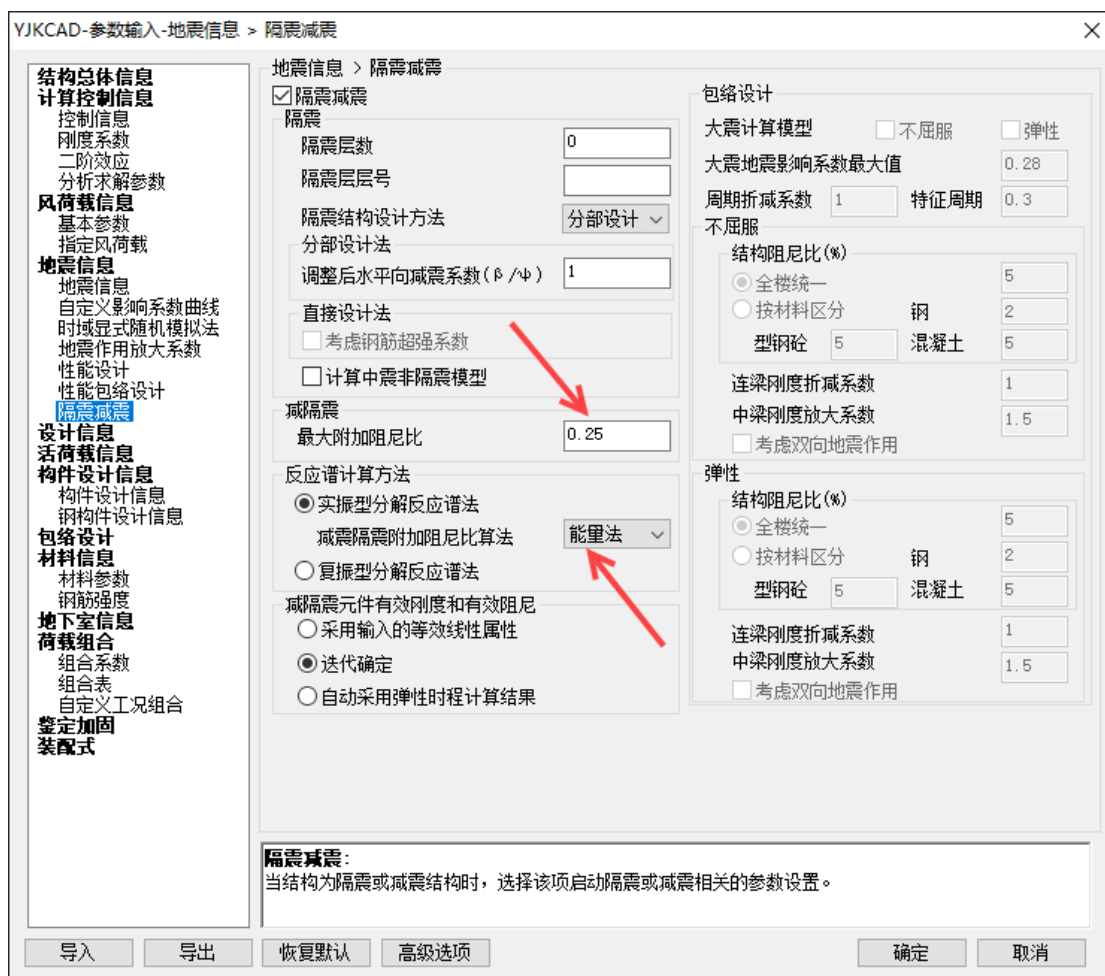 YJKCAD-参数输入-地震信息 > 隔震减震
结构总体信息
计算控制信息
控制信息
刚度系数
二阶效应
分析求解参数
风荷载信息
基本参数
指定风荷载
地震信息
地震信息
自定义影响系数曲线
时域显式随机模拟法
地震作用放大系数
性能设计
性能包络设计
隔震减震
设计信息
活荷载信息
构件设计信息
构件设计信息
钢构件设计信息
包络设计
材料信息
材料参数
钢筋强度
地下室信息
荷载组合
组合系数
组合表
自定义工况组合
鉴定加固
装配式
地震信息 > 隔震减震
隔震减震
隔震
隔震层数 0
隔震层层号
隔震结构设计方法 分部设计
分部设计法
调整后水平向减震系数(β/ψ) 1
直接设计法
考虑钢筋超强系数
计算中震非隔震模型
减隔震
最大附加阻尼比 0.25
反应谱计算方法
实振型分解反应谱法
减震隔震附加阻尼比算法 能量法
复振型分解反应谱法
减隔震元件有效刚度和有效阻尼
采用输入的等效线性属性
迭代确定
自动采用弹性时程计算结果
包络设计
大震计算模型 不屈服 弹性
大震地震影响系数最大值 0.28
周期折减系数 1 特征周期 0.3
不屈服
结构阻尼比(%)
全楼统一 5
按材料区分 钢 2
型钢砼 5 混凝土 5
连梁刚度折减系数 1
中梁刚度放大系数 1.5
考虑双向地震作用
弹性
结构阻尼比(%)
全楼统一 5
按材料区分 钢 2
型钢砼 5 混凝土 5
连梁刚度折减系数 1
中梁刚度放大系数 1.5
考虑双向地震作用
隔震减震:
当结构为隔震或减震结构时，选择该项启动隔震或减震相关的参数设置。
导入 导出 恢复默认 高级选项 确定 取消